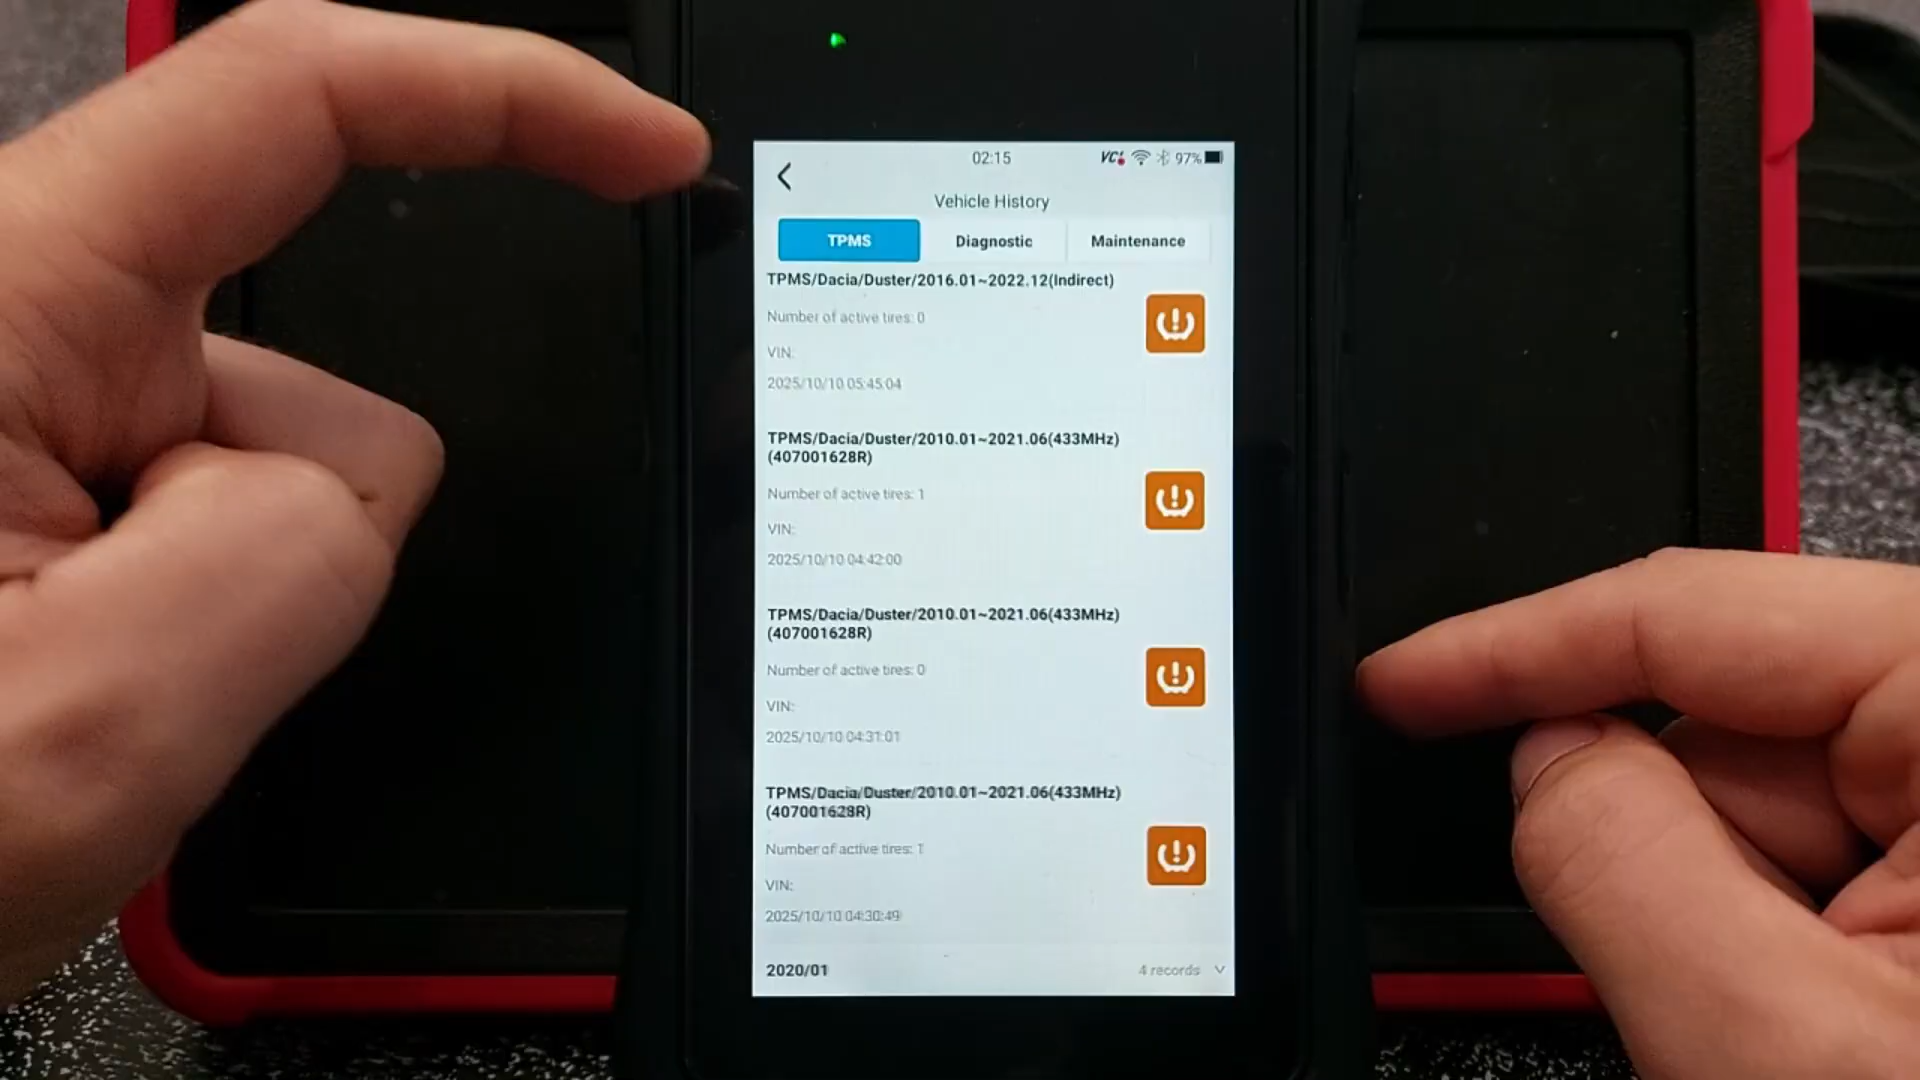 02:15 VCI 97%
Vehicle History
TPMS Diagnostic Maintenance
TPMS/Dacia/Duster/2016.01~2022.12(Indirect)
Number of active tires: 0
VIN:
2025/10/10 05:45:04
TPMS/Dacia/Duster/2010.01~2021.06(433MHz)
(407001628R)
Number of active tires: 1
VIN:
2025/10/10 04:42:00
TPMS/Dacia/Duster/2010.01~2021.06(433MHz)
(407001628R)
Number of active tires: 0
VIN:
2025/10/10 04:31:01
TPMS/Dacia/Duster/2010.01~2021.06(433MHz)
(407001628R)
Number of active tires: 1
VIN:
2025/10/10 04:30:49
2020/01 4 records